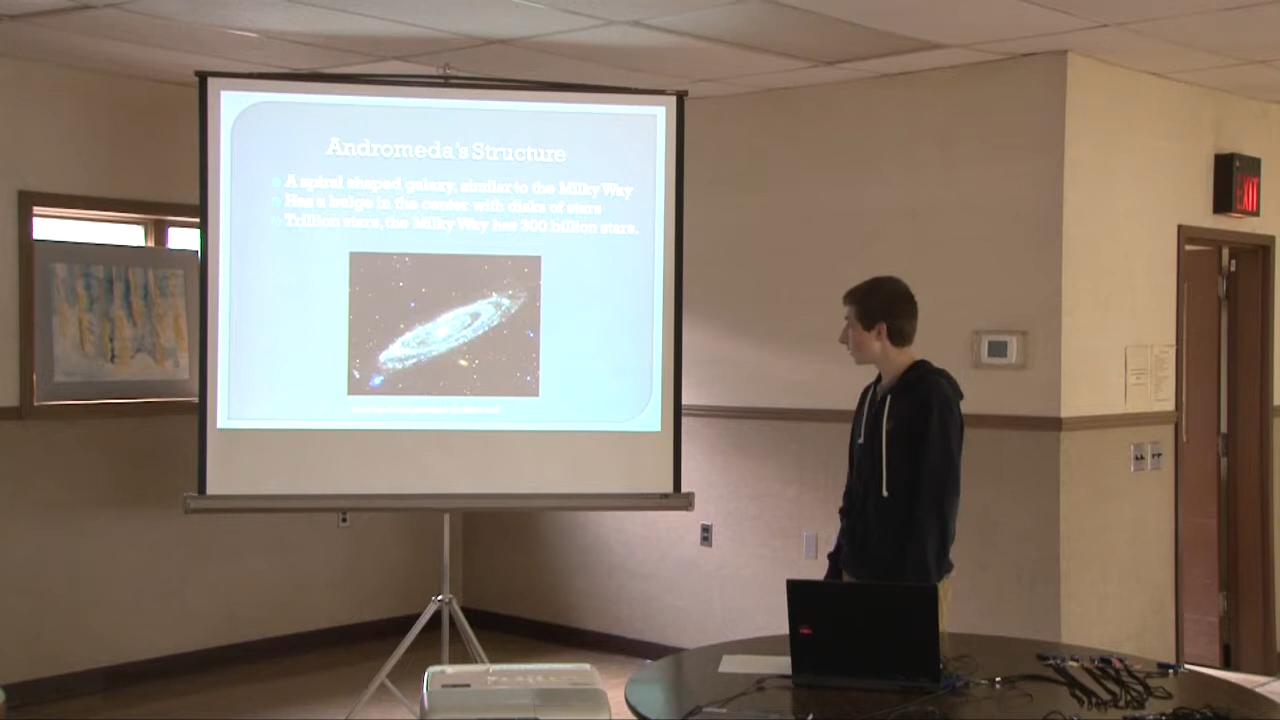 Andromeda's Structure
A spiral shaped galaxy, similar to the Milky Way
Has a bulge in the center with disks of stars
Trillion stars, the Milky Way has 300 billion stars.
EXIT